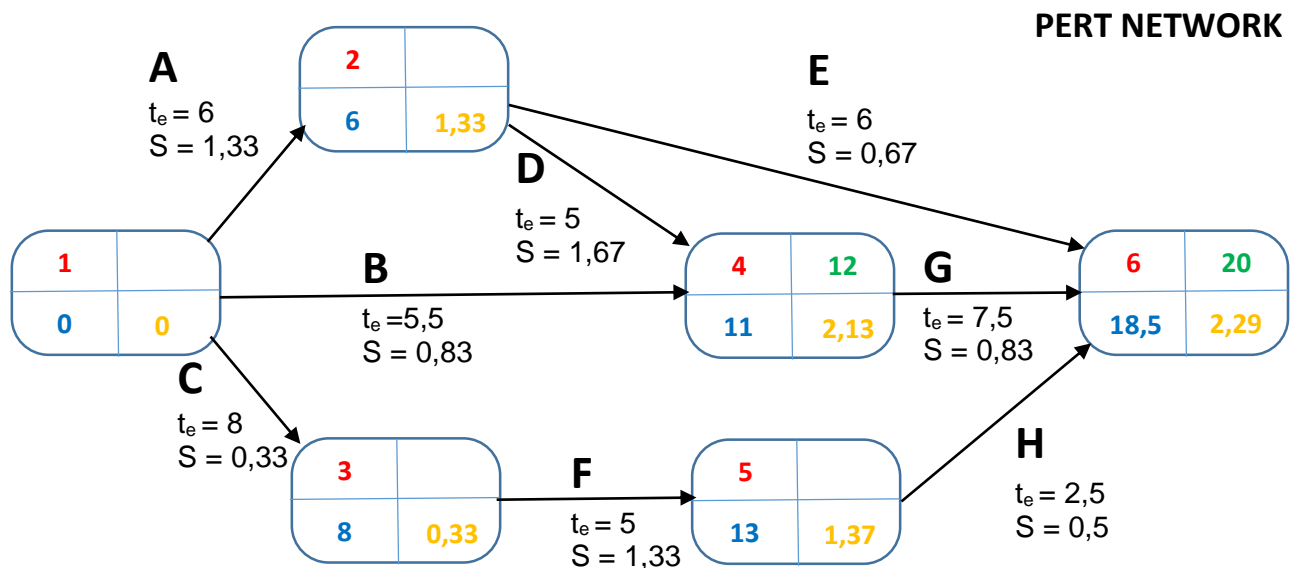 PERT NETWORK
A
tₑ = 6
S = 1,33
2
6 1,33
E
tₑ = 6
S = 0,67
D
tₑ = 5
S = 1,67
1
0 0
B
tₑ =5,5
S = 0,83
4 12
11 2,13
G
tₑ = 7,5
S = 0,83
6 20
18,5 2,29
C
tₑ = 8
S = 0,33
3
8 0,33
F
tₑ = 5
S = 1,33
5
13 1,37
H
tₑ = 2,5
S = 0,5